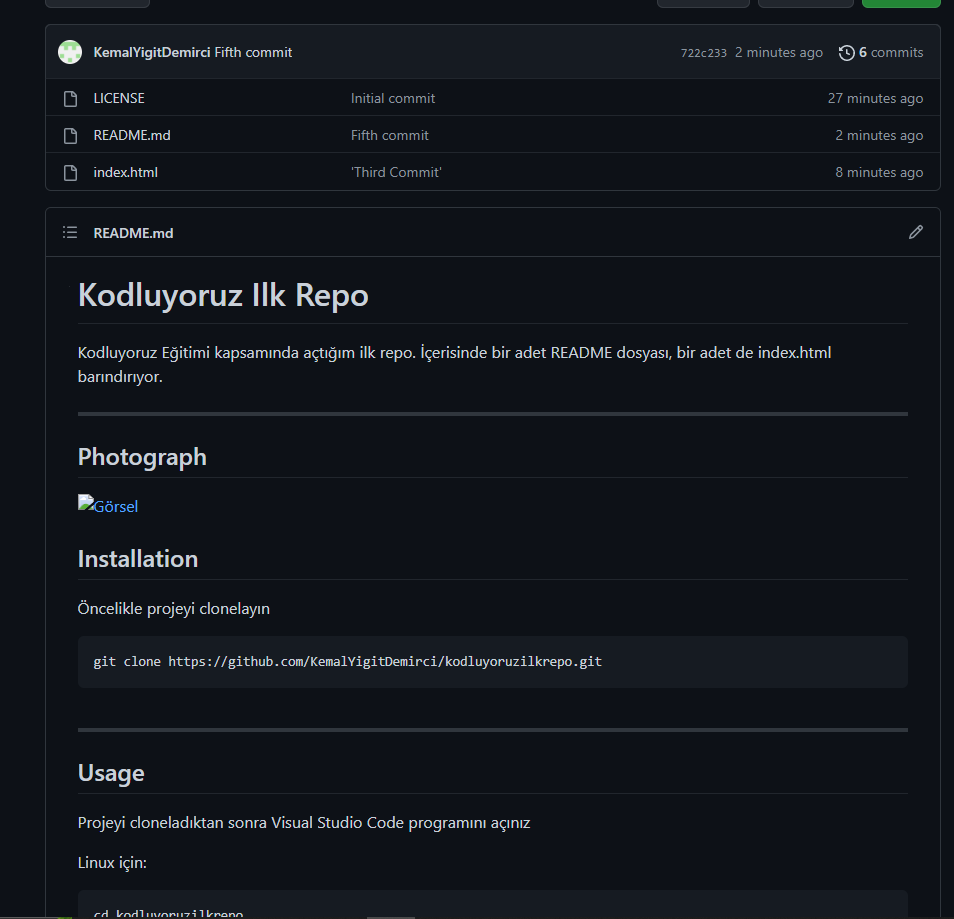 KemalYigitDemirci Fifth commit 722c233 2 minutes ago 6 commits
LICENSE Initial commit 27 minutes ago
README.md Fifth commit 2 minutes ago
index.html 'Third Commit' 8 minutes ago
README.md
Kodluyoruz Ilk Repo
Kodluyoruz Eğitimi kapsamında açtığım ilk repo. İçerisinde bir adet README dosyası, bir adet de index.html
barındırıyor.
Photograph
Görsel
Installation
Öncelikle projeyi clonelayın
git clone https://github.com/KemalYigitDemirci/kodluyoruzilkrepo.git
Usage
Projeyi cloneladıktan sonra Visual Studio Code programını açınız
Linux için:
cd kodluyoruzilkrepo